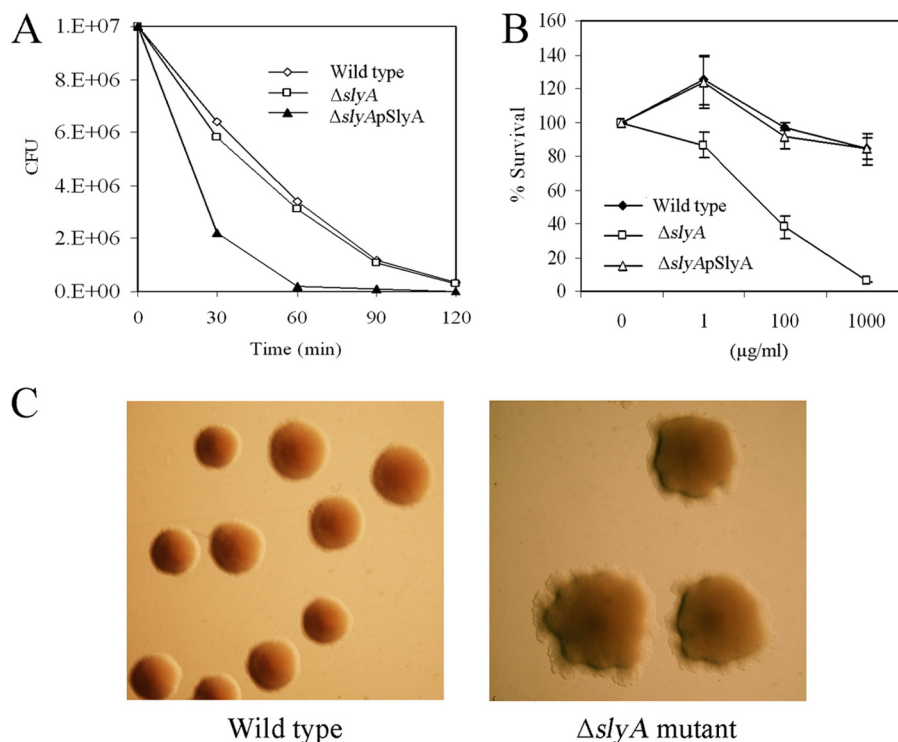 A
1.E+07
8.E+06
6.E+06
4.E+06
2.E+06
0.E+00
CFU
0 30 60 90 120
Time (min)
Wild type
ΔslyA
ΔslyApSlyA
B
160
140
120
100
80
60
40
20
0
% Survival
0 1 100 1000
(µg/ml)
Wild type
ΔslyA
ΔslyApSlyA
C
Wild type
ΔslyA mutant